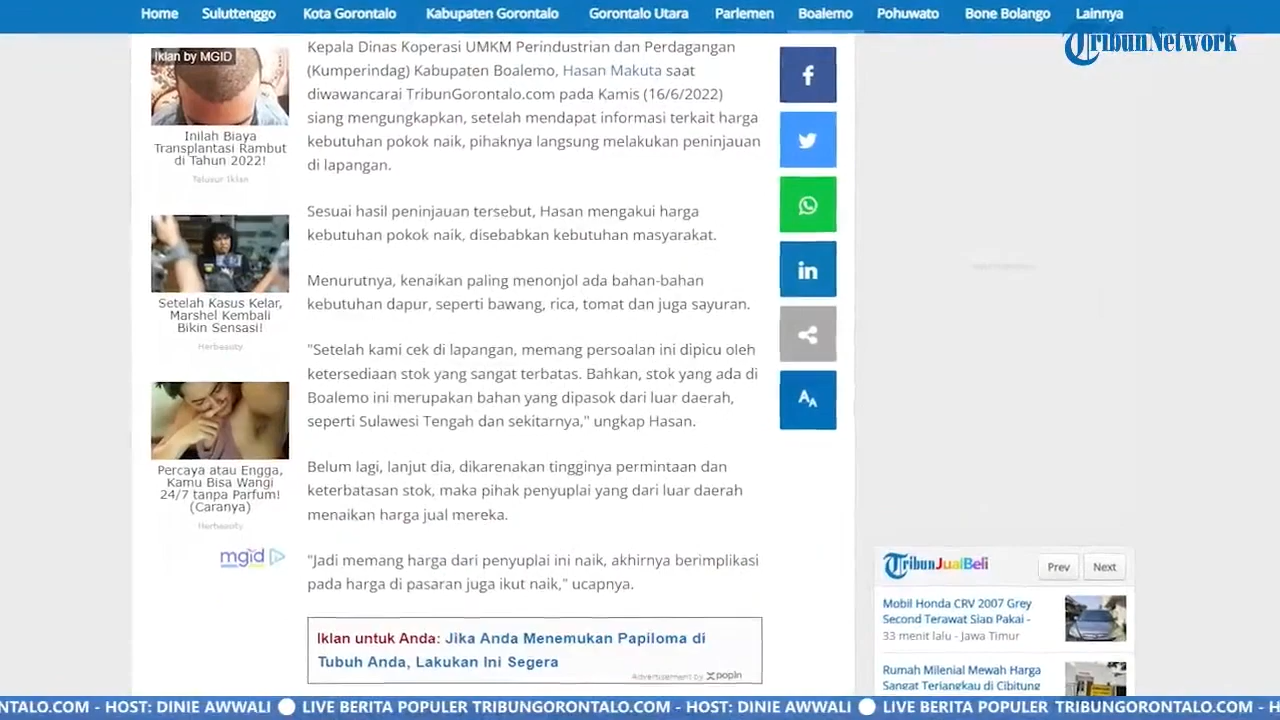 Home Suluttenggo Kota Gorontalo Kabupaten Gorontalo Gorontalo Utara Parlemen Boalemo Pohuwato Bone Bolango Lainnya
TribunNetwork
Iklan by MGID
Inilah Biaya
Transplantasi Rambut
di Tahun 2022!
Telusur Iklan
Setelah Kasus Kelar,
Marshel Kembali
Bikin Sensasi!
Herbeauty
Percaya atau Engga,
Kamu Bisa Wangi
24/7 tanpa Parfum!
(Caranya)
Herbeauty
mgid
Kepala Dinas Koperasi UMKM Perindustrian dan Perdagangan
(Kumperindag) Kabupaten Boalemo, Hasan Makuta saat
diwawancarai TribunGorontalo.com pada Kamis (16/6/2022)
siang mengungkapkan, setelah mendapat informasi terkait harga
kebutuhan pokok naik, pihaknya langsung melakukan peninjauan
di lapangan.
Sesuai hasil peninjauan tersebut, Hasan mengakui harga
kebutuhan pokok naik, disebabkan kebutuhan masyarakat.
Menurutnya, kenaikan paling menonjol ada bahan-bahan
kebutuhan dapur, seperti bawang, rica, tomat dan juga sayuran.
"Setelah kami cek di lapangan, memang persoalan ini dipicu oleh
ketersediaan stok yang sangat terbatas. Bahkan, stok yang ada di
Boalemo ini merupakan bahan yang dipasok dari luar daerah,
seperti Sulawesi Tengah dan sekitarnya," ungkap Hasan.
Belum lagi, lanjut dia, dikarenakan tingginya permintaan dan
keterbatasan stok, maka pihak penyuplai yang dari luar daerah
menaikan harga jual mereka.
"Jadi memang harga dari penyuplai ini naik, akhirnya berimplikasi
pada harga di pasaran juga ikut naik," ucapnya.
Iklan untuk Anda: Jika Anda Menemukan Papiloma di
Tubuh Anda, Lakukan Ini Segera
Advertisement by popIn
f
in
AA
TribunJualBeli Prev Next
Mobil Honda CRV 2007 Grey
Second Terawat Siap Pakai -
33 menit lalu - Jawa Timur
Rumah Milenial Mewah Harga
Sangat Terjangkau di Cibitung
NTALO.COM - HOST: DINIE AWWALI LIVE BERITA POPULER TRIBUNGORONTALO.COM - HOST: DINIE AWWALI LIVE BERITA POPULER TRIBUNGORONTALO.COM - H